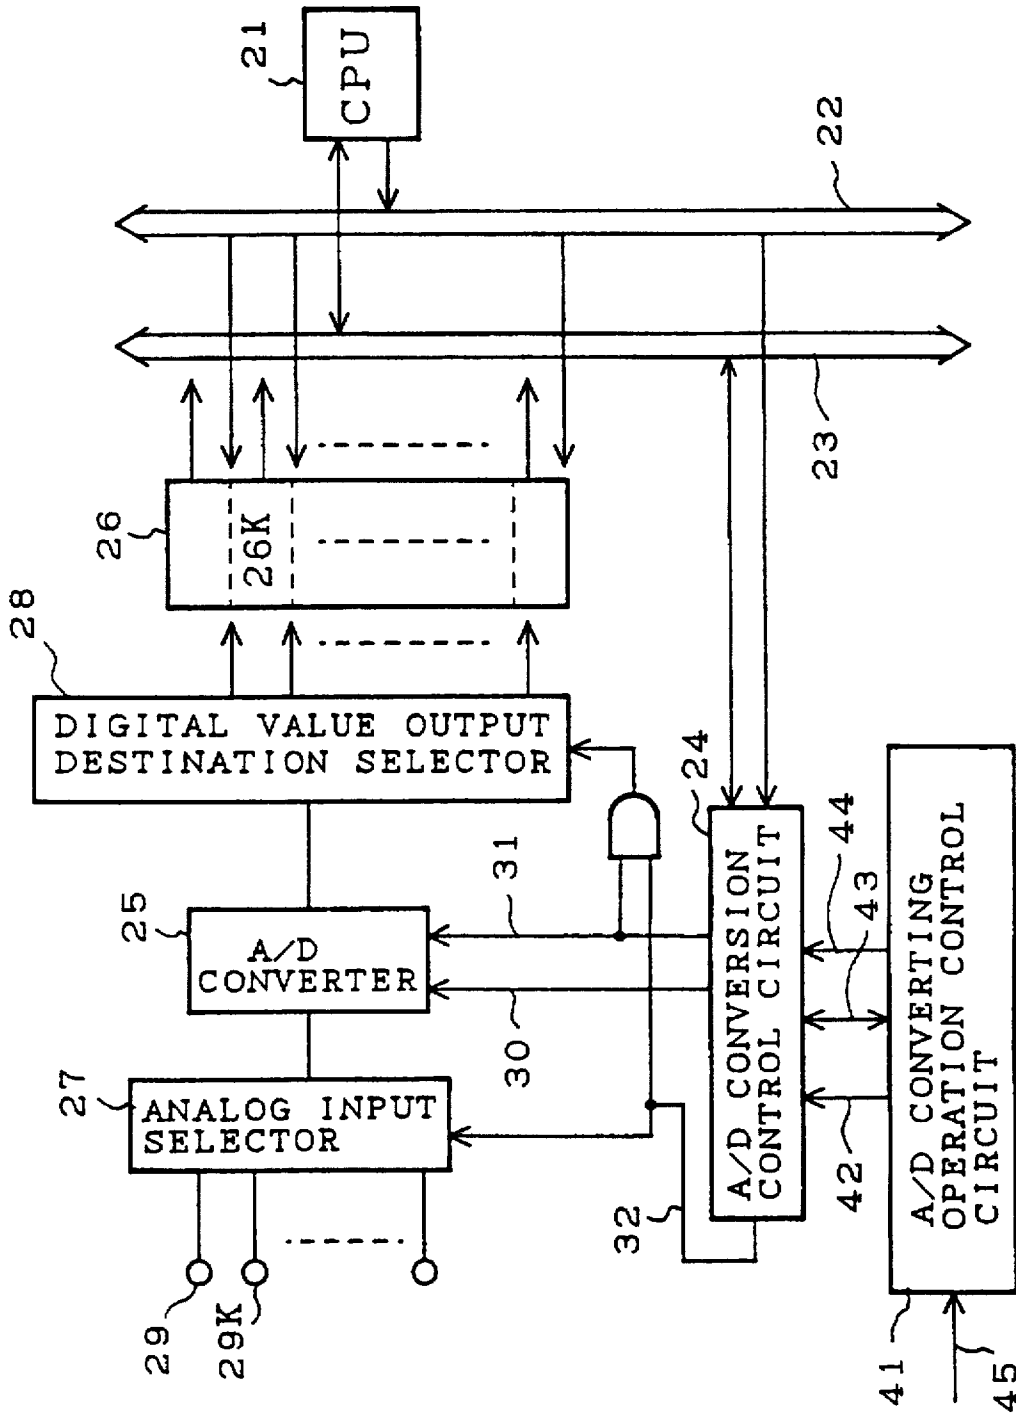 21
CPU
22
23
26
26K
28
DIGITAL VALUE OUTPUT
DESTINATION SELECTOR
25
A/D
CONVERTER
31
30
27
ANALOG INPUT
SELECTOR
29
29K
32
24
A/D CONVERSION
CONTROL CIRCUIT
44
43
42
A/D CONVERTING
OPERATION CONTROL
CIRCUIT
41
45